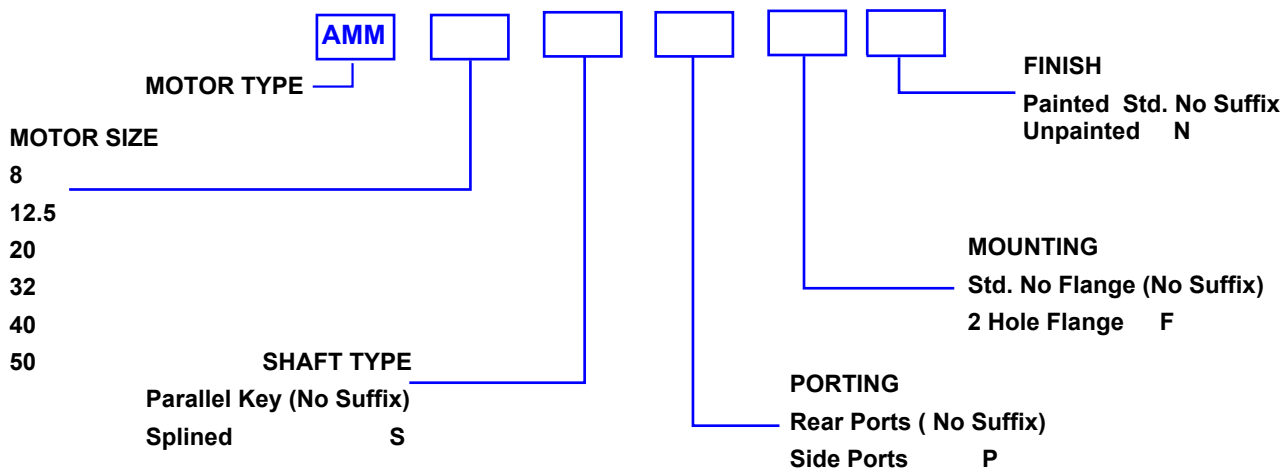 AMM
MOTOR TYPE
FINISH
Painted Std. No Suffix
Unpainted N
MOTOR SIZE
8
12.5
20
32
40
50
MOUNTING
Std. No Flange (No Suffix)
2 Hole Flange F
SHAFT TYPE
Parallel Key (No Suffix)
Splined S
PORTING
Rear Ports ( No Suffix)
Side Ports P